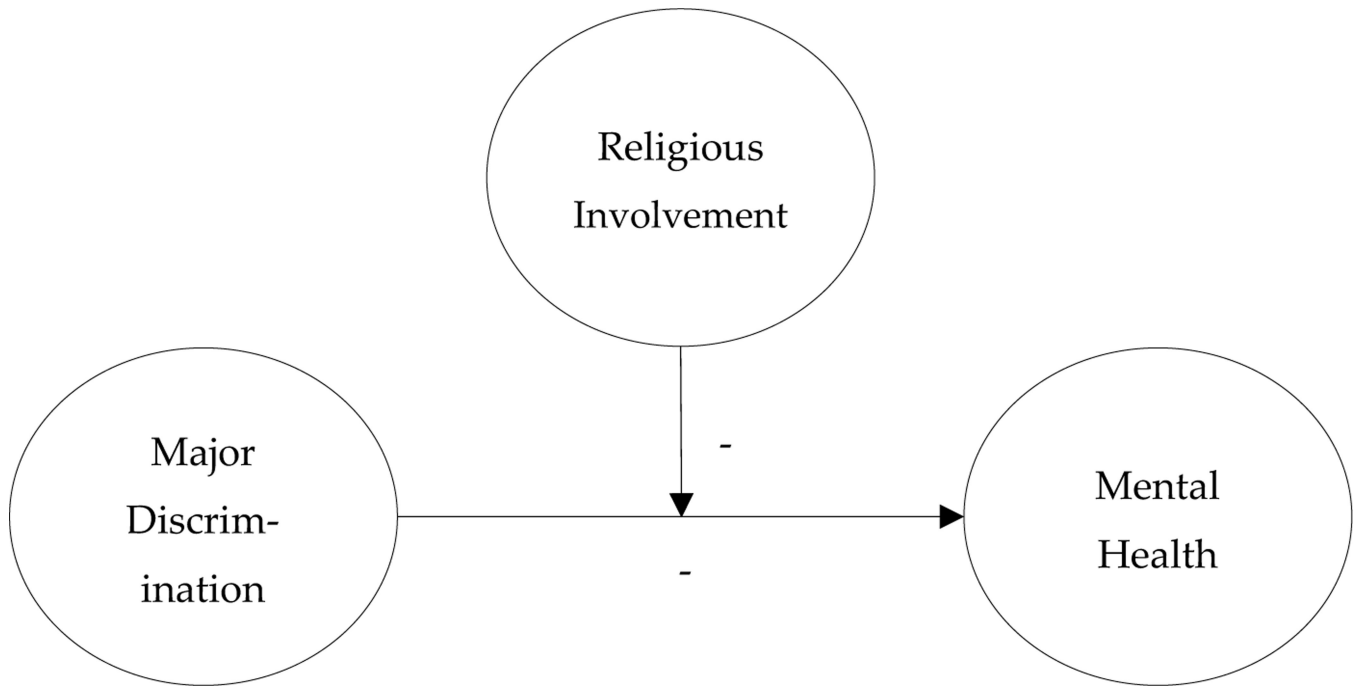 Religious
Involvement
-
Major
Discrim-
ination
-
Mental
Health